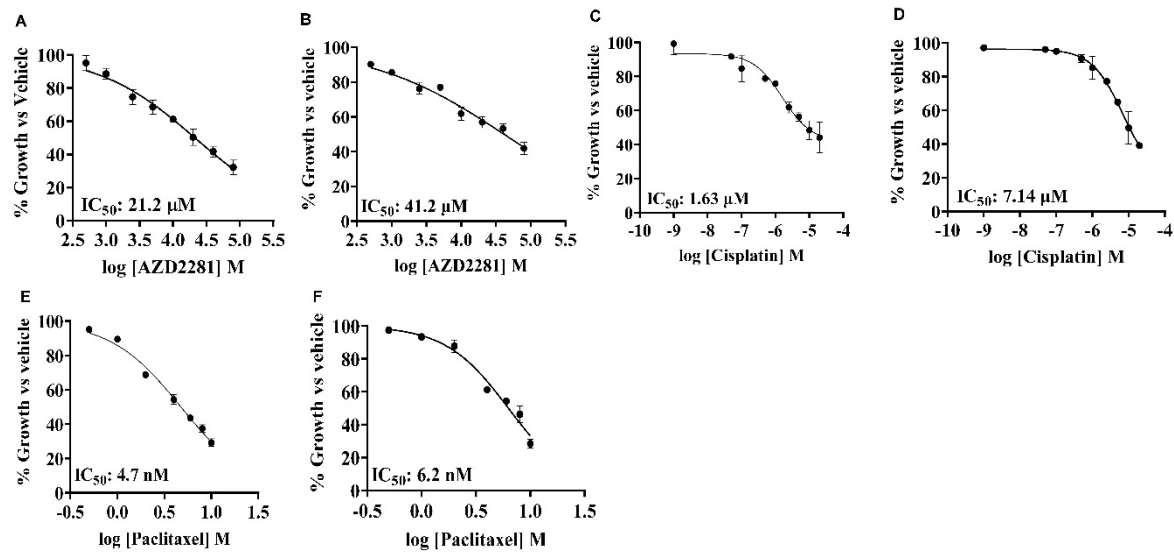 A
% Growth vs Vehicle
100
80
60
40
20
0
IC50: 21.2 µM
2.5 3.0 3.5 4.0 4.5 5.0 5.5
log [AZD2281] M
B
% Growth vs vehicle
100
80
60
40
20
0
IC50: 41.2 µM
2.5 3.0 3.5 4.0 4.5 5.0 5.5
log [AZD2281] M
C
% Growth vs vehicle
100
80
60
40
20
0
IC50: 1.63 µM
-10 -9 -8 -7 -6 -5 -4
log [Cisplatin] M
D
% Growth vs vehicle
100
80
60
40
20
0
IC50: 7.14 µM
-10 -9 -8 -7 -6 -5 -4
log [Cisplatin] M
E
% Growth vs vehicle
100
80
60
40
20
0
IC50: 4.7 nM
-0.5 0.0 0.5 1.0 1.5
log [Paclitaxel] M
F
% Growth vs vehicle
100
80
60
40
20
0
IC50: 6.2 nM
-0.5 0.0 0.5 1.0 1.5
log [Paclitaxel] M